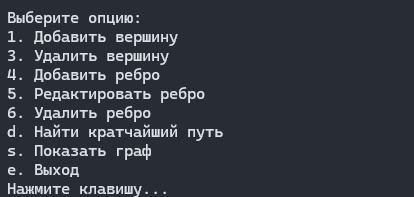 Выберите опцию:
1. Добавить вершину
3. Удалить вершину
4. Добавить ребро
5. Редактировать ребро
6. Удалить ребро
d. Найти кратчайший путь
s. Показать граф
e. Выход
Нажмите клавишу...